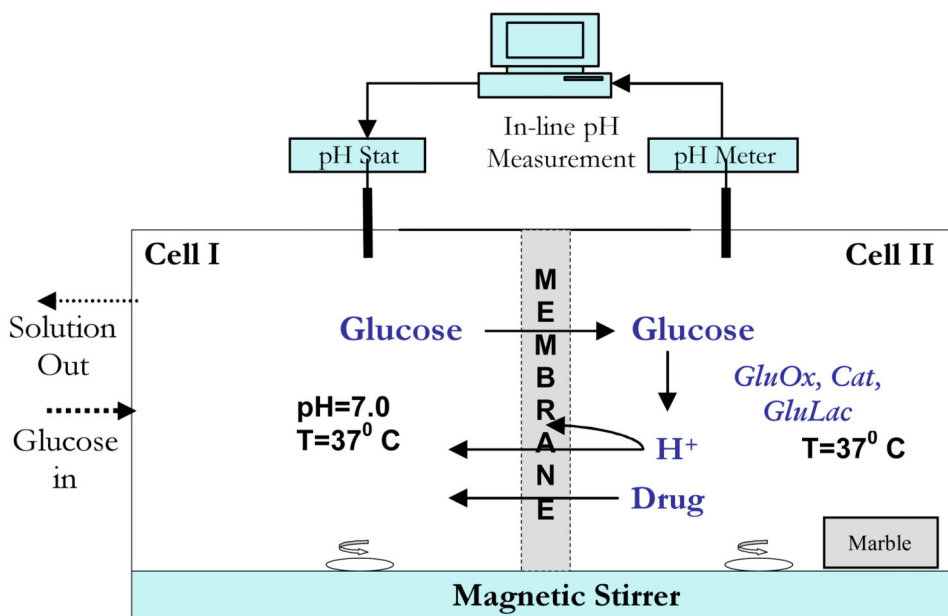 In-line pH
Measurement
pH Stat
pH Meter
Cell I
Cell II
MEMBRANE
Solution
Out
Glucose
in
Glucose
Glucose
GluOx, Cat,
GluLac
pH=7.0
T=37⁰ C
H⁺
T=37⁰ C
Drug
Marble
Magnetic Stirrer